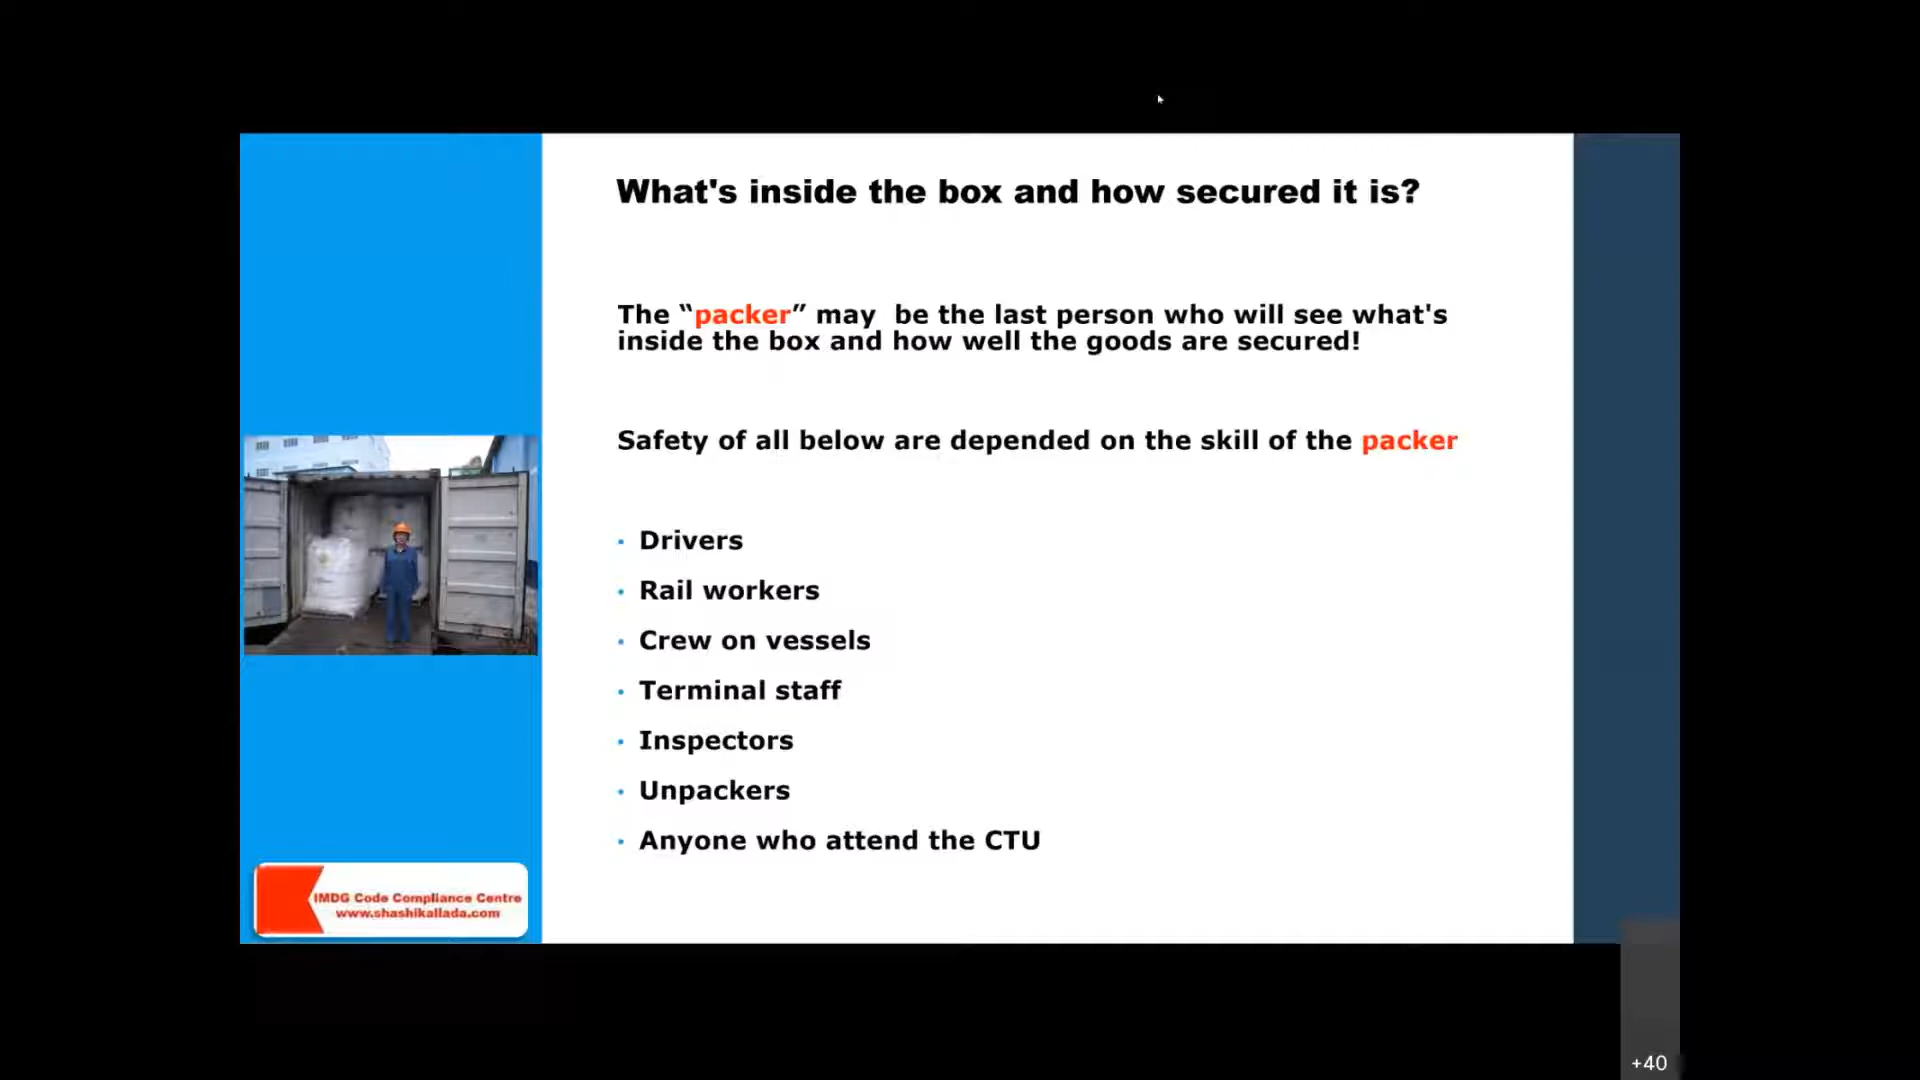 What's inside the box and how secured it is?
The “packer” may be the last person who will see what's
inside the box and how well the goods are secured!
Safety of all below are depended on the skill of the packer
• Drivers
• Rail workers
• Crew on vessels
• Terminal staff
• Inspectors
• Unpackers
• Anyone who attend the CTU
IMDG Code Compliance Centre
www.shashikallada.com
+40